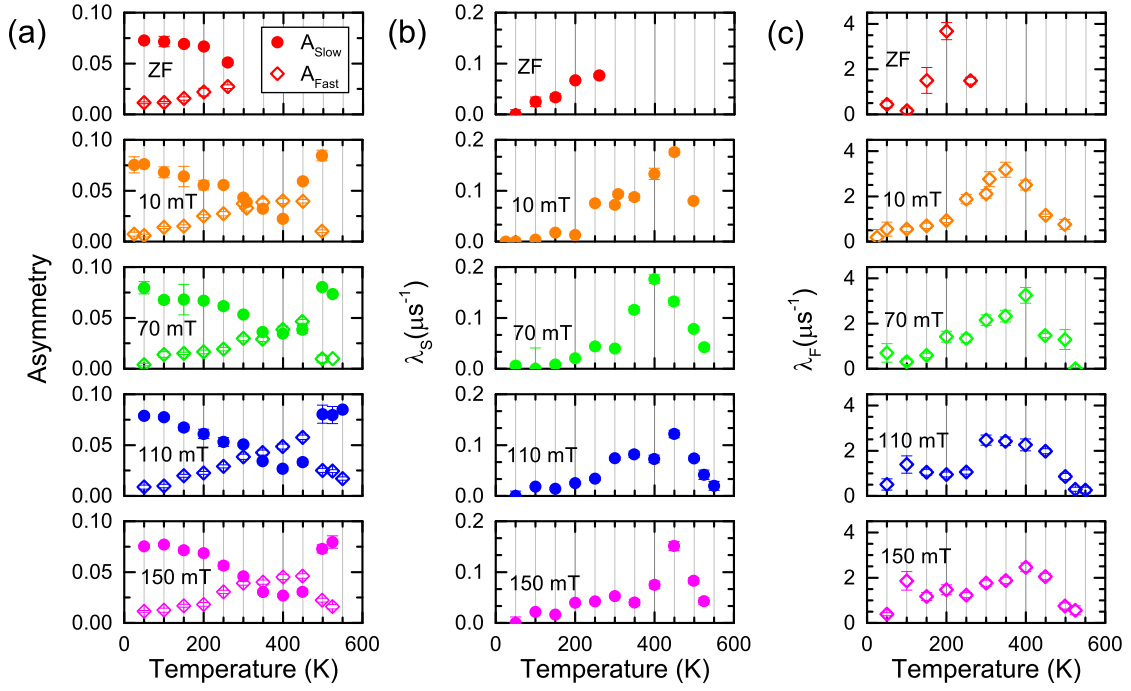 (a)
Asymmetry
0.10
0.05
0.00
ZF
A_Slow
A_Fast
0.10
0.05
0.00
10 mT
0.10
0.05
0.00
70 mT
0.10
0.05
0.00
110 mT
0.10
0.05
0.00
150 mT
0 200 400 600
Temperature (K)
(b)
λ_S(μs⁻¹)
0.2
0.1
0.0
ZF
0.2
0.1
0.0
10 mT
0.2
0.1
0.0
70 mT
0.2
0.1
0.0
110 mT
0.2
0.1
0.0
150 mT
0 200 400 600
Temperature (K)
(c)
λ_F(μs⁻¹)
4
2
0
ZF
4
2
0
10 mT
4
2
0
70 mT
4
2
0
110 mT
4
2
0
150 mT
0 200 400 600
Temperature (K)